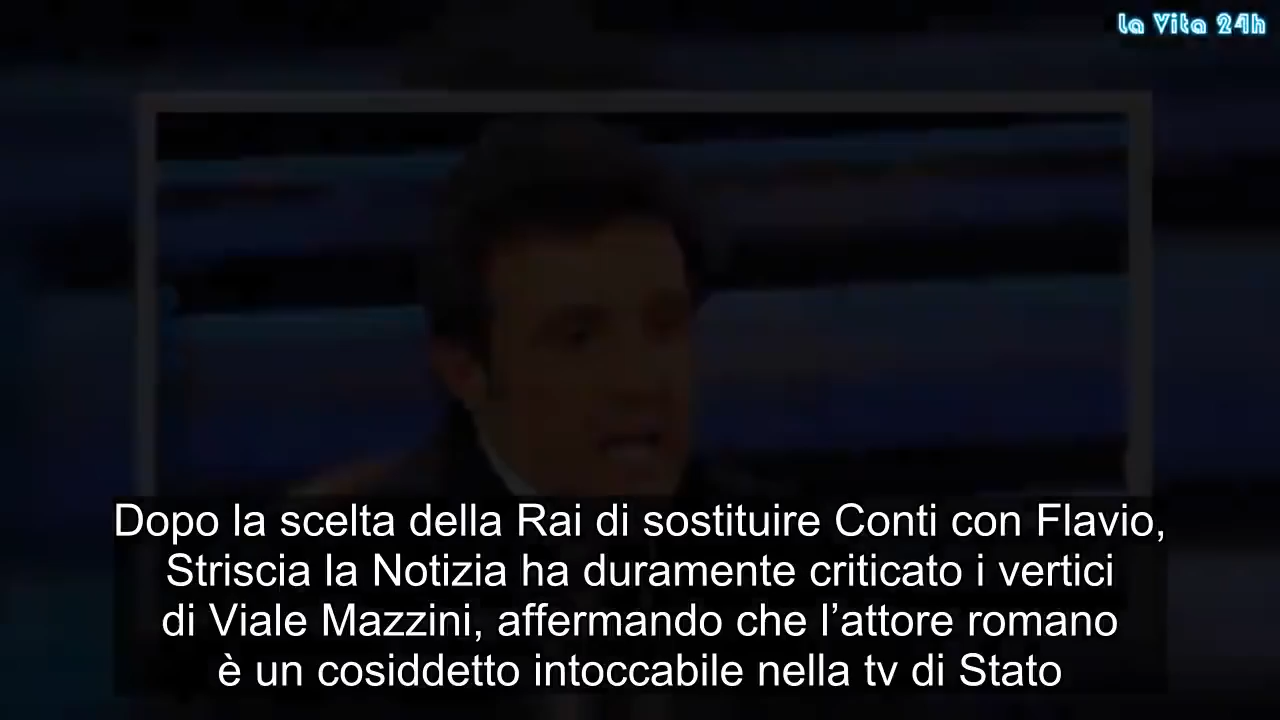 la Vita 24h
Dopo la scelta della Rai di sostituire Conti con Flavio,
Striscia la Notizia ha duramente criticato i vertici
di Viale Mazzini, affermando che l’attore romano
è un cosiddetto intoccabile nella tv di Stato